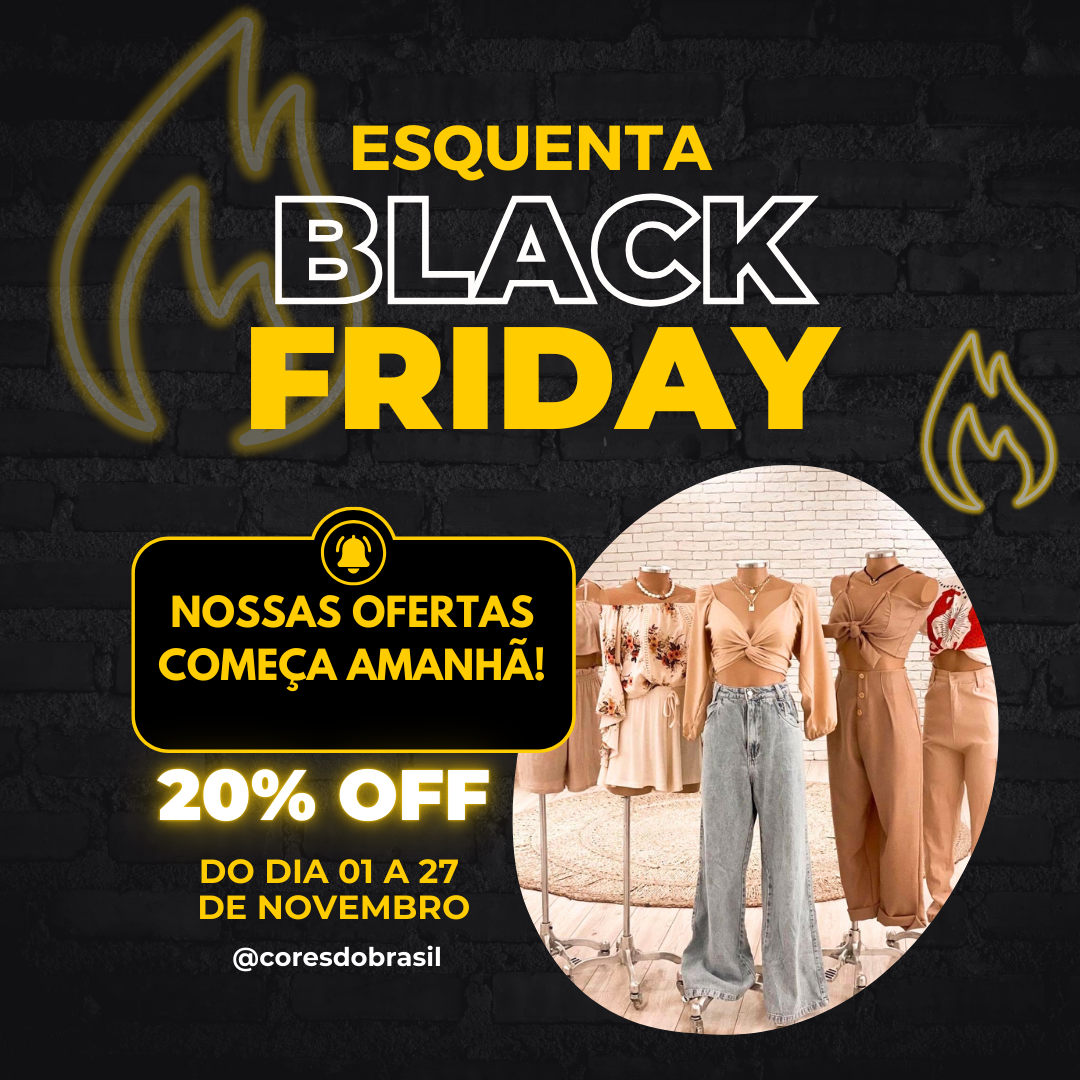 ESQUENTA
BLACK
FRIDAY
NOSSAS OFERTAS
COMEÇA AMANHÃ!
20% OFF
DO DIA 01 A 27
DE NOVEMBRO
@coresdobrasil